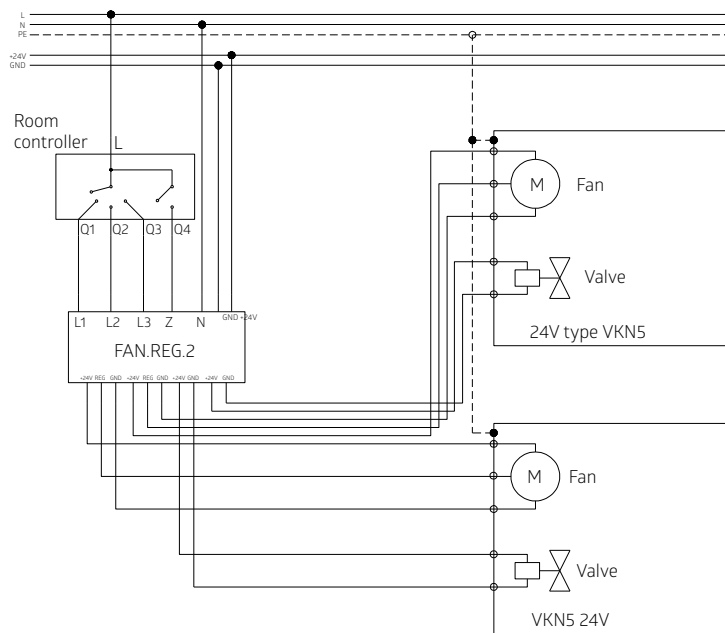 L
N
PE
+24V
GND
Room
controller
L
Q1 Q2 Q3 Q4
L1 L2 L3 Z N GND +24V
FAN.REG.2
+24V REG GND +24V REG GND +24V GND +24V GND
M Fan
Valve
24V type VKN5
M Fan
Valve
VKN5 24V